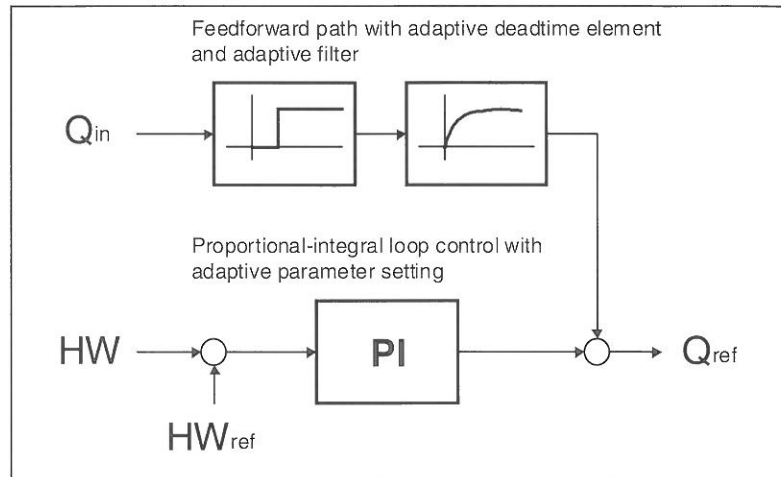 Feedforward path with adaptive deadtime element
and adaptive filter
Qin
Proportional-integral loop control with
adaptive parameter setting
HW
PI
Qref
HWref